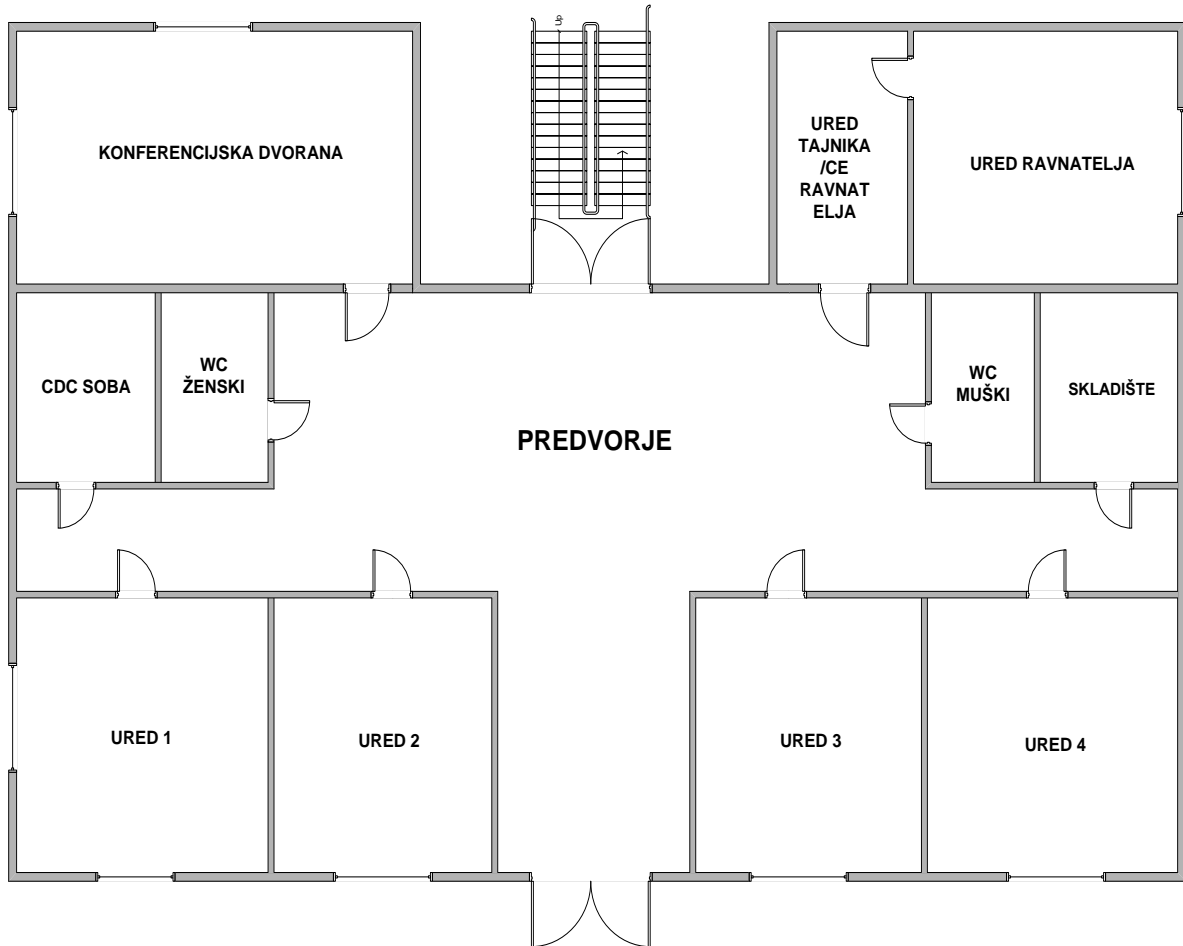 Up
KONFERENCIJSKA DVORANA
URED
TAJNIKA
/CE
RAVNAT
ELJA
URED RAVNATELJA
CDC SOBA
WC
ŽENSKI
PREDVORJE
WC
MUŠKI
SKLADIŠTE
URED 1
URED 2
URED 3
URED 4